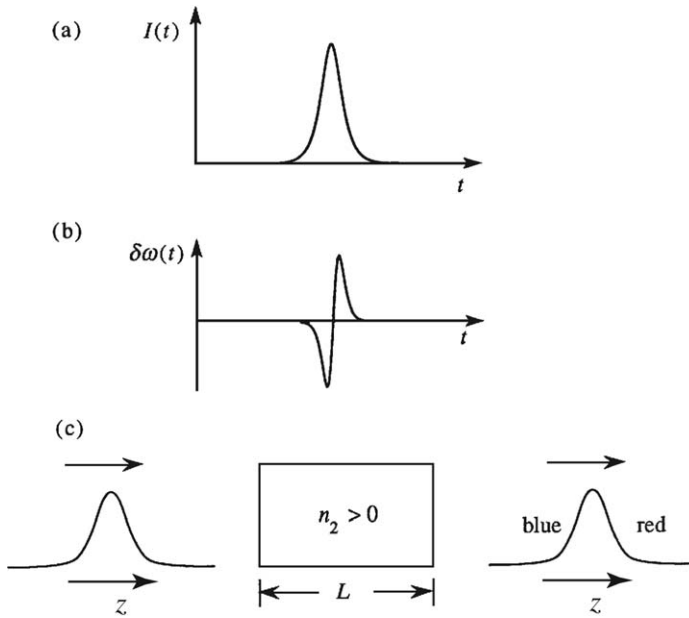 (a)
I(t)
t
(b)
δω(t)
t
(c)
n₂ > 0
blue red
L
z z